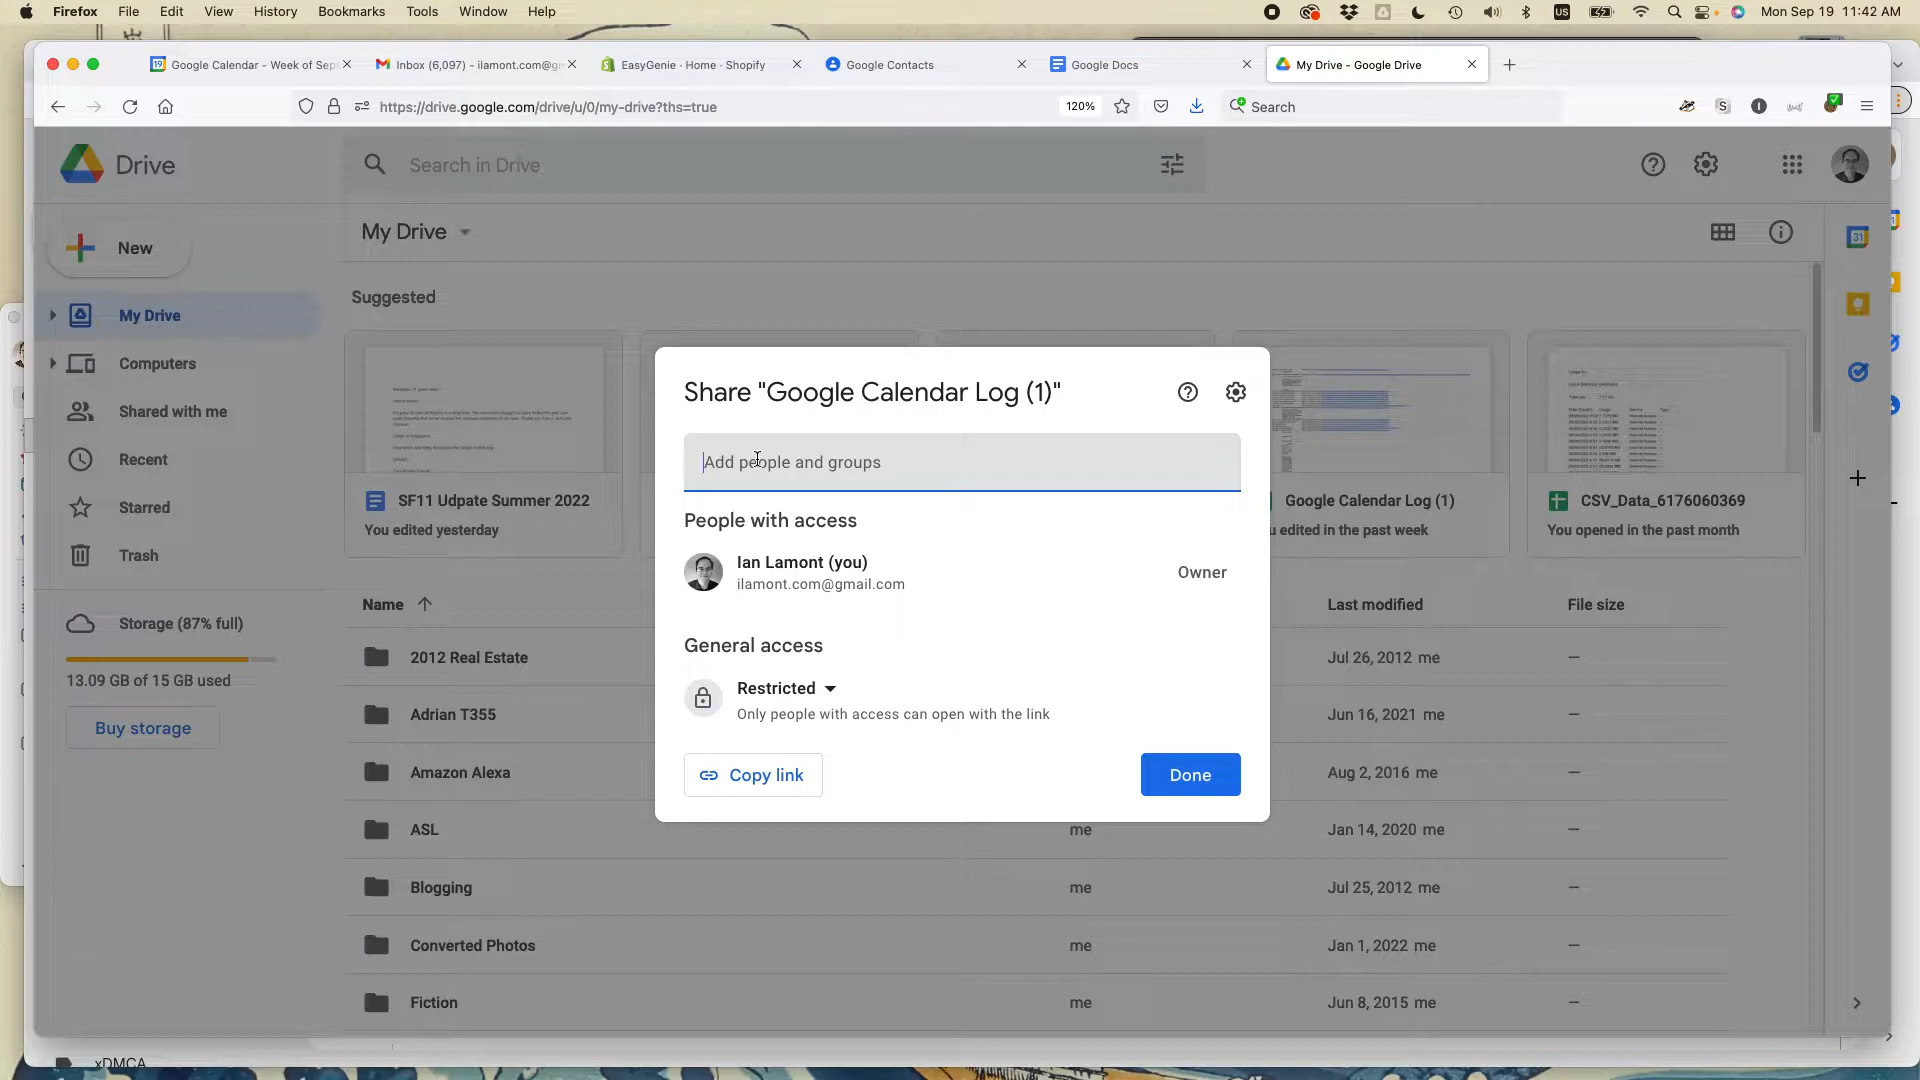 Firefox File Edit View History Bookmarks Tools Window Help
US
Mon Sep 19 11:42 AM
Google Calendar - Week of Sep
Inbox (6,097) - ilamont.com@g
EasyGenie · Home · Shopify
Google Contacts
Google Docs
My Drive - Google Drive
https://drive.google.com/drive/u/0/my-drive?ths=true
120%
Search
Drive
Search in Drive
New
My Drive
My Drive
Computers
Shared with me
Recent
Starred
Trash
Storage (87% full)
13.09 GB of 15 GB used
Buy storage
Suggested
SF11 Udpate Summer 2022
You edited yesterday
Google Calendar Log (1)
u edited in the past week
CSV_Data_6176060369
You opened in the past month
Share "Google Calendar Log (1)"
Add people and groups
People with access
Ian Lamont (you)
ilamont.com@gmail.com
Owner
General access
Restricted
Only people with access can open with the link
Copy link
Done
Name
Last modified
File size
2012 Real Estate
Jul 26, 2012 me
—
Adrian T355
Jun 16, 2021 me
—
Amazon Alexa
Aug 2, 2016 me
—
ASL
me
Jan 14, 2020 me
—
Blogging
me
Jul 25, 2012 me
—
Converted Photos
me
Jan 1, 2022 me
—
Fiction
me
Jun 8, 2015 me
—
xDMCA